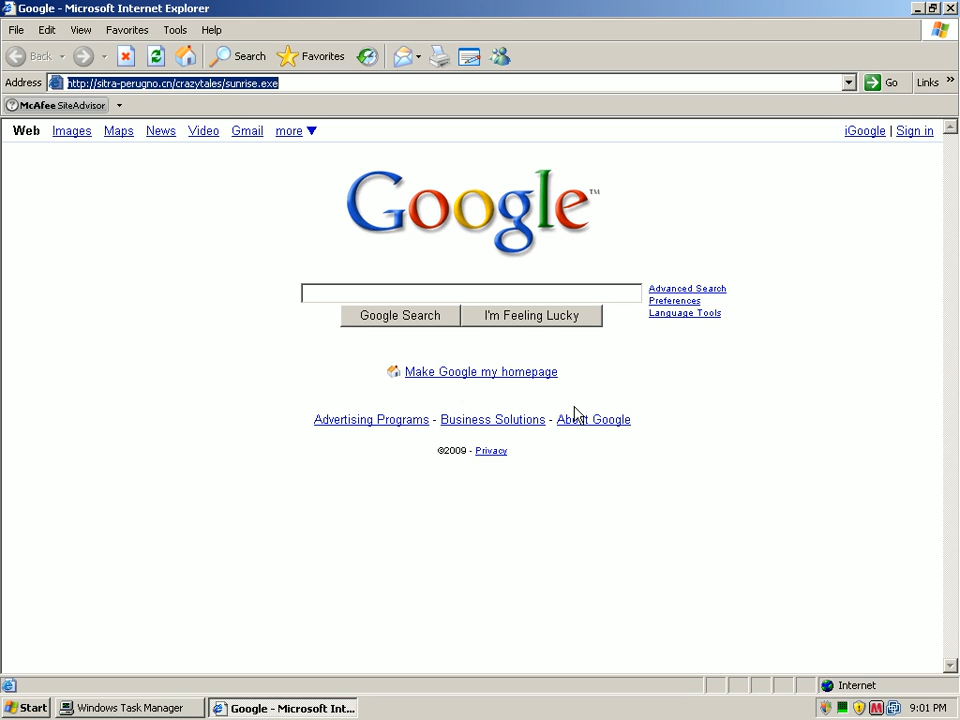 Google - Microsoft Internet Explorer
File Edit View Favorites Tools Help
Back Search Favorites
Address http://sitra-perugno.cn/crazytales/sunrise.exe Go Links »
McAfee SiteAdvisor
Web Images Maps News Video Gmail more ▼ iGoogle | Sign in
Google™
Advanced Search
Preferences
Language Tools
Google Search I'm Feeling Lucky
Make Google my homepage
Advertising Programs - Business Solutions - About Google
©2009 - Privacy
Internet
Start Windows Task Manager Google - Microsoft Int... 9:01 PM